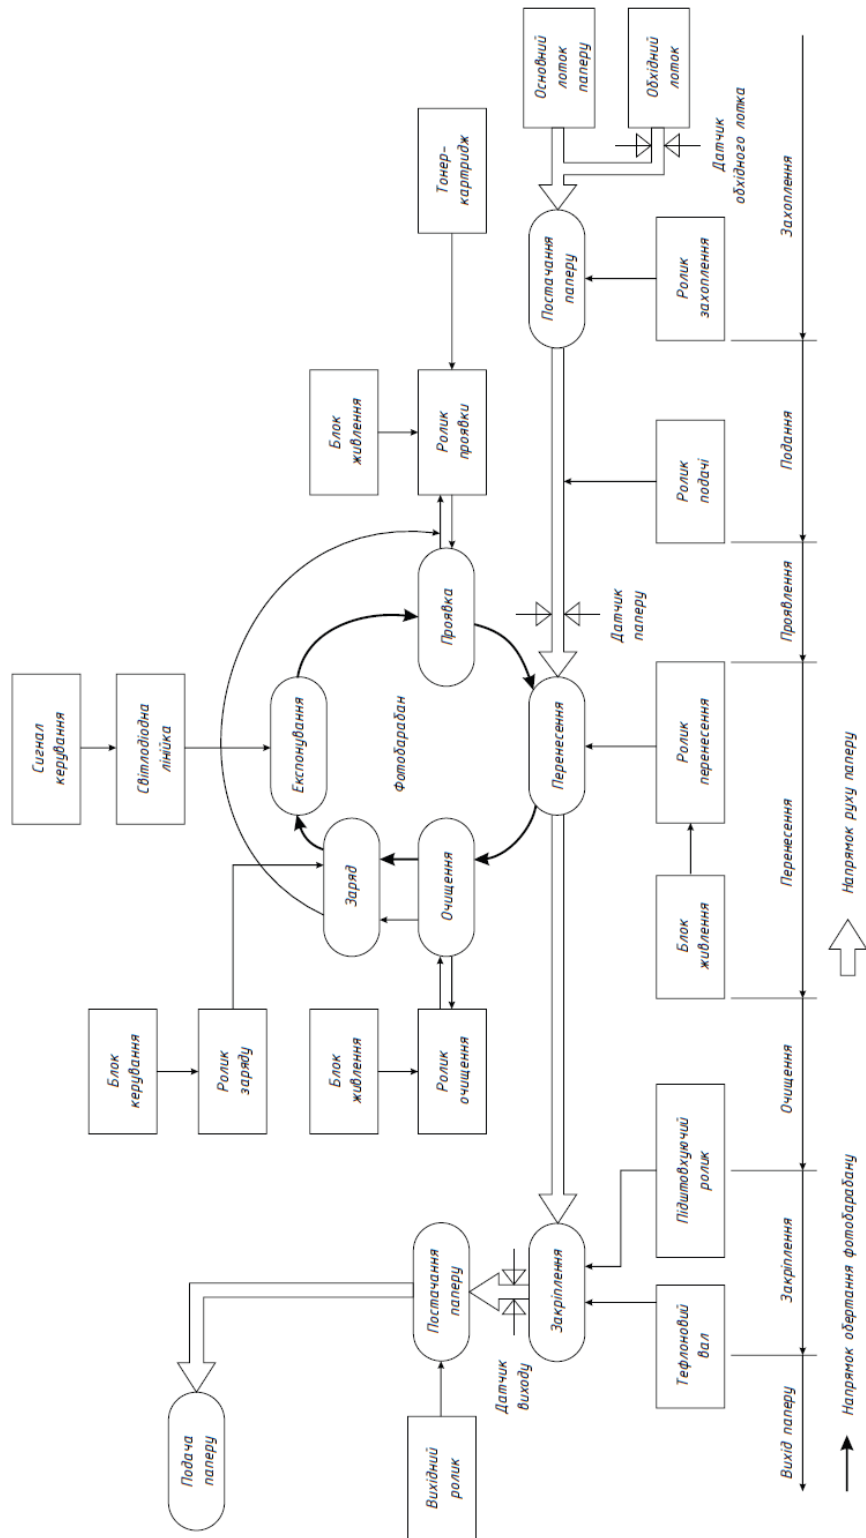 Сигнал
керування
Світлодіодна
лінійка
Блок
керування
Ролик
заряду
Блок
живлення
Ролик
очищення
Заряд
Очищення
Експонування
Фотобарабан
Проявка
Блок
живлення
Ролик
проявки
Тонер-
картридж
Подача
паперу
Вихідний
ролик
Постачання
паперу
Датчик
виходу
Закріплення
Перенесення
Датчик
паперу
Постачання
паперу
Основний
лоток
паперу
Обхідний
лоток
Датчик
обхідного лотка
Тефлоновий
вал
Підштовхуючий
ролик
Блок
живлення
Ролик
перенесення
Ролик
подачі
Ролик
захоплення
Вихід паперу
Закріплення
Очищення
Перенесення
Проявлення
Подання
Захоплення
Напрямок обертання фотобарабану
Напрямок руху паперу